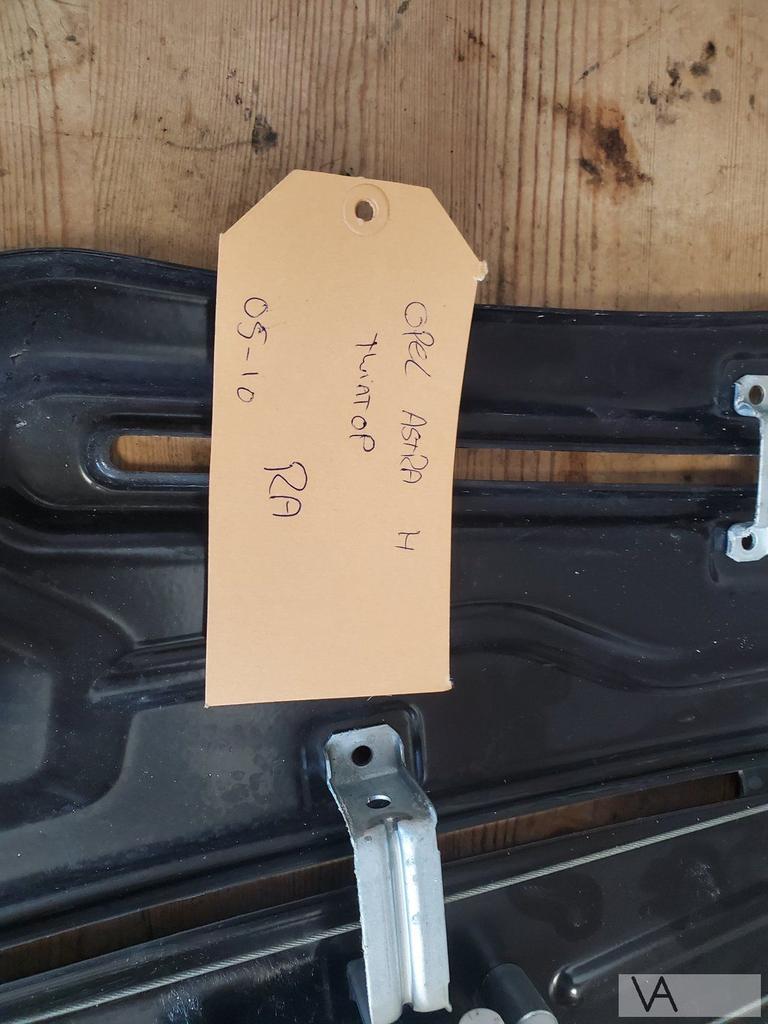 OPEL ASTRA H
TWINTOP
05-10
RA
VA